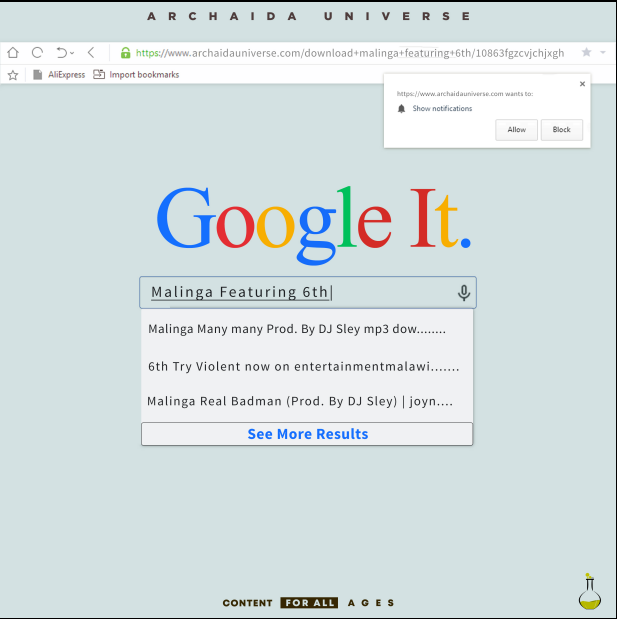 ARCHAIDA UNIVERSE
https://www.archaidauniverse.com/download+malinga+featuring+6th/10863fgzcvjchjxgh
AliExpress Import bookmarks
https://www.archaidauniverse.com wants to:
Show notifications
Allow Block
Google It.
Malinga Featuring 6th
Malinga Many many Prod. By DJ Sley mp3 dow........
6th Try Violent now on entertainmentmalawi.......
Malinga Real Badman (Prod. By DJ Sley) | joyn....
See More Results
CONTENT FOR ALL AGES